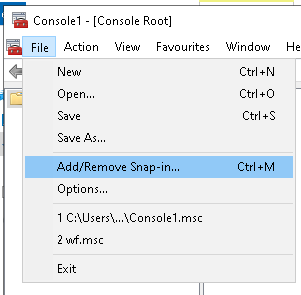 Console1 - [Console Root]
File Action View Favourites Window He
New Ctrl+N
Open... Ctrl+O
Save Ctrl+S
Save As...
Add/Remove Snap-in... Ctrl+M
Options...
1 C:\Users\...\Console1.msc
2 wf.msc
Exit